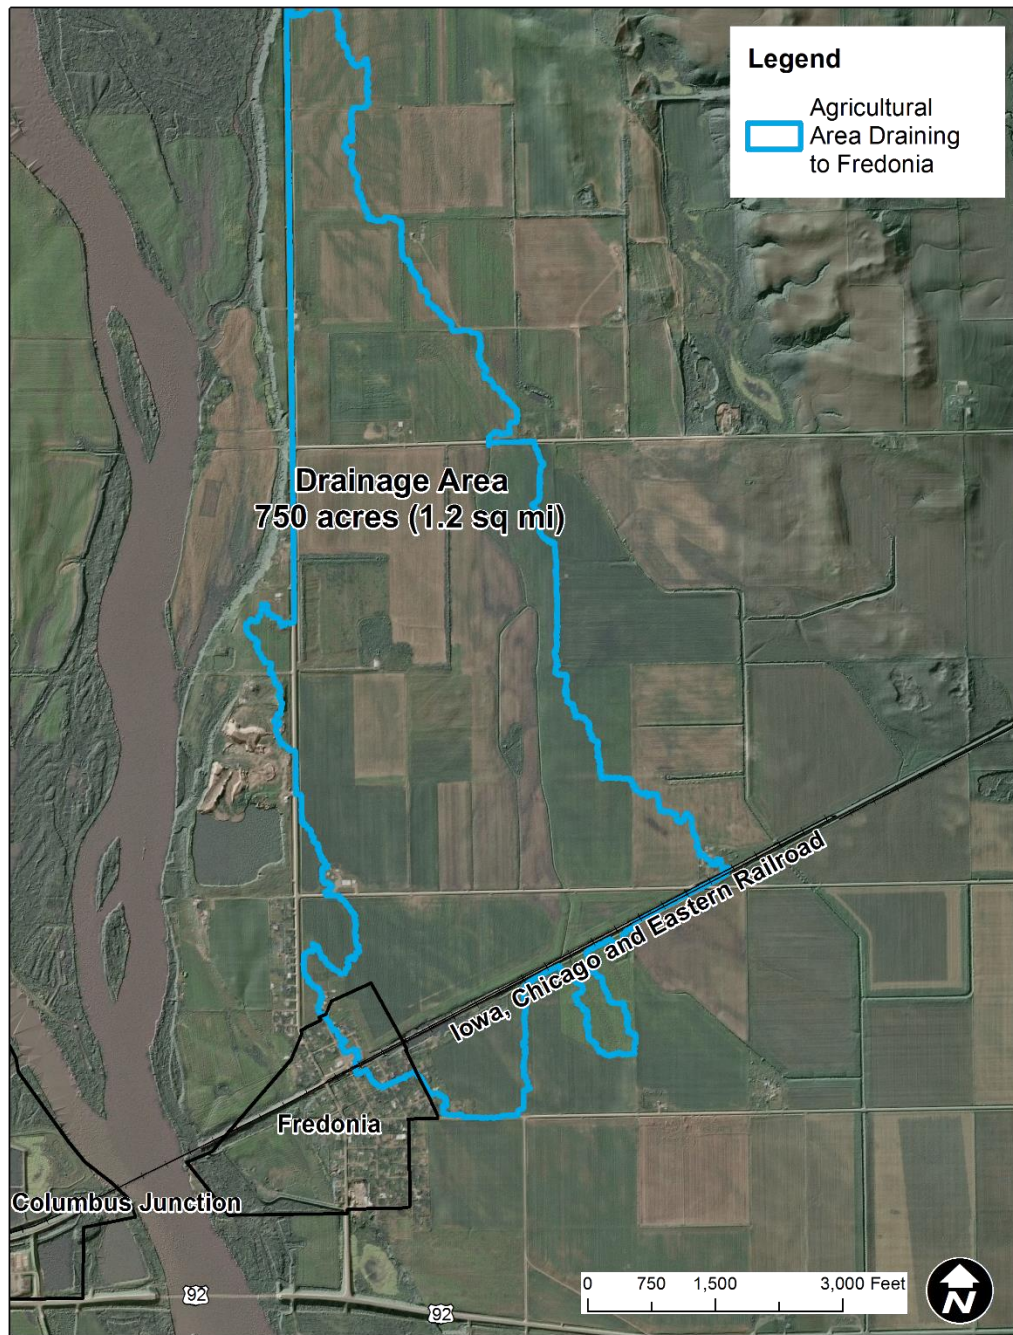 Legend
Agricultural
Area Draining
to Fredonia
Drainage Area
750 acres (1.2 sq mi)
Iowa, Chicago and Eastern Railroad
Fredonia
Columbus Junction
92
92
0 750 1,500 3,000 Feet
N